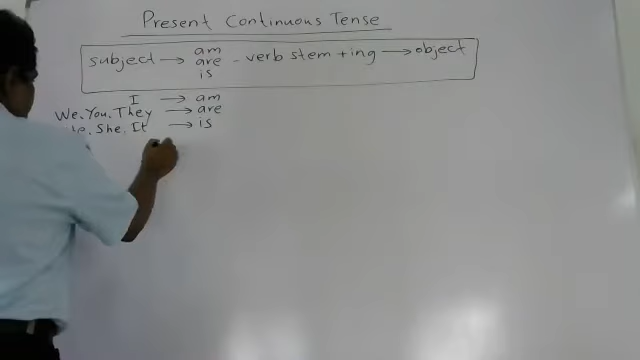 Present Continuous Tense
subject → am are is - verb stem + ing → object
I → am
We, You, They → are
He, She, It → is